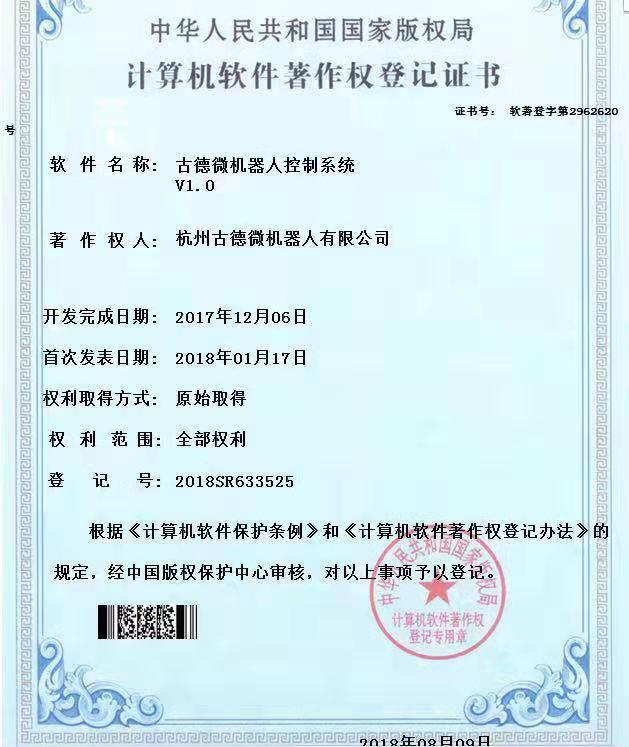 中华人民共和国国家版权局
计算机软件著作权登记证书
证书号： 软著登字第2962620
号
软件名称： 古德微机器人控制系统
V1.0
著作权人： 杭州古德微机器人有限公司
开发完成日期： 2017年12月06日
首次发表日期： 2018年01月17日
权利取得方式： 原始取得
权利范围： 全部权利
登记号： 2018SR633525
根据《计算机软件保护条例》和《计算机软件著作权登记办法》的
规定，经中国版权保护中心审核，对以上事项予以登记。
中华人民共和国国家版权局
计算机软件著作权
登记专用章
2018年08月09日